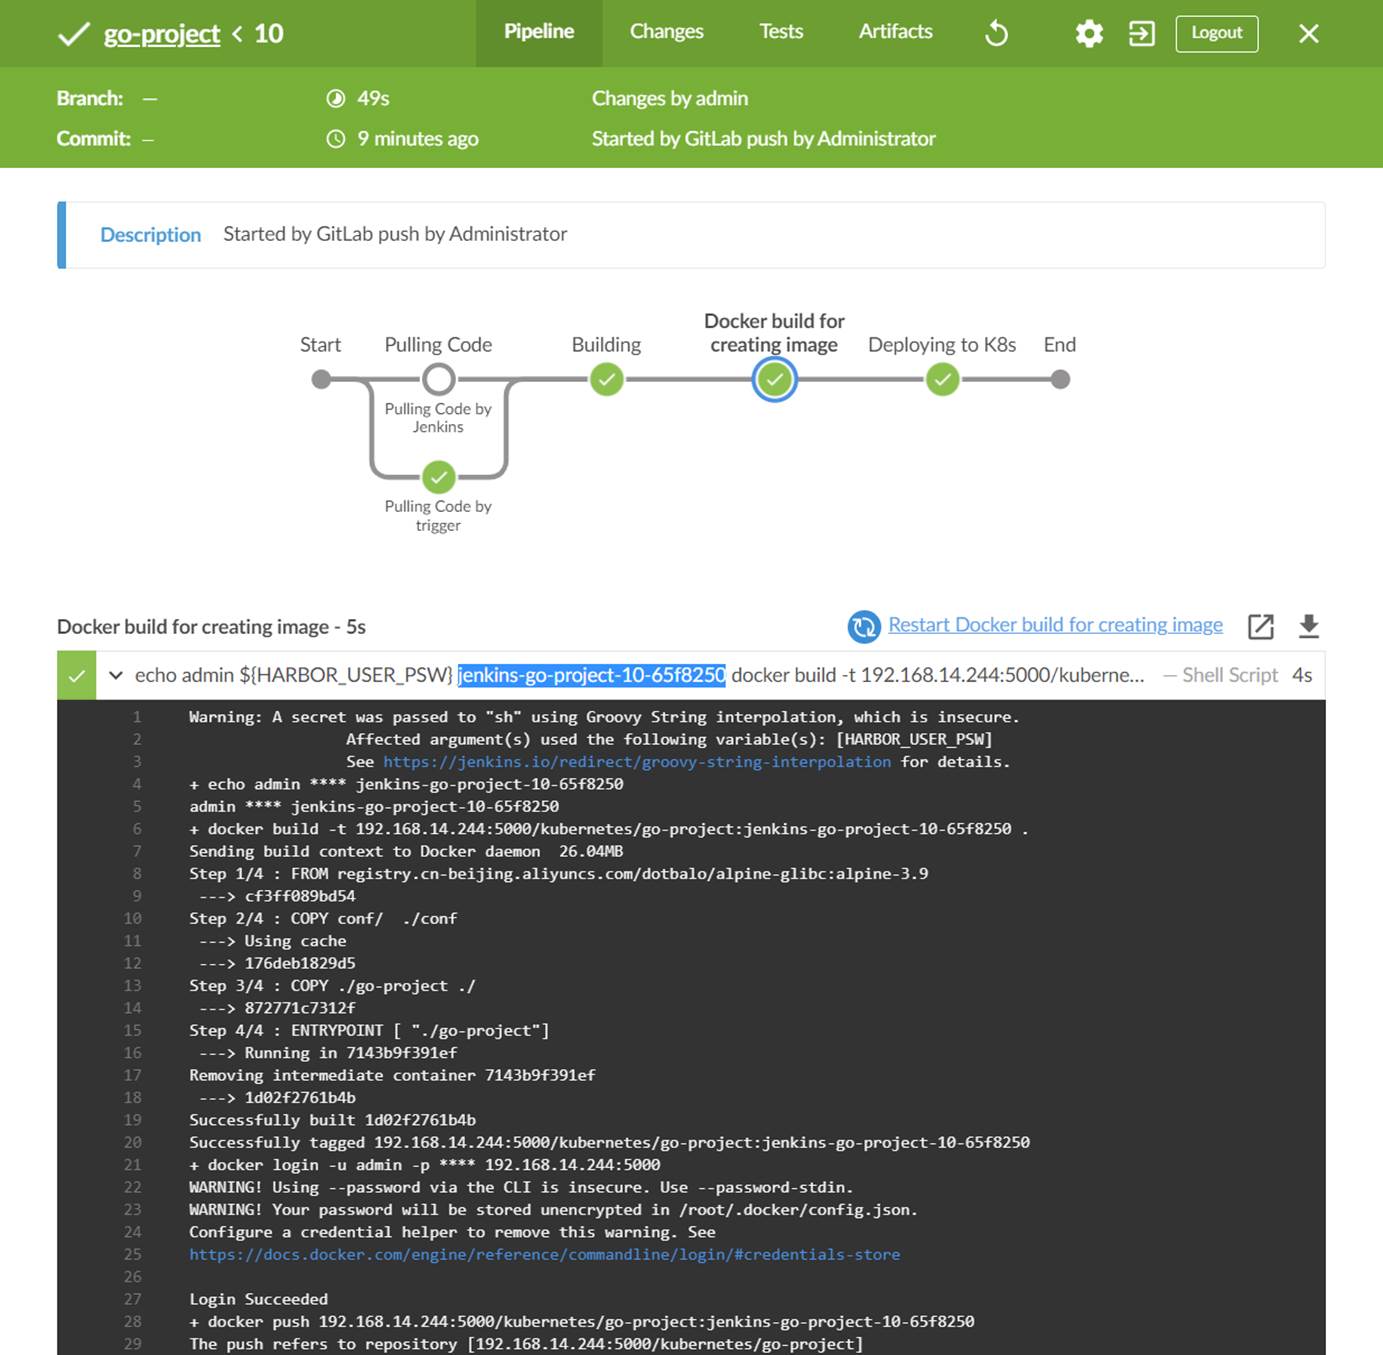 go-project < 10 Pipeline Changes Tests Artifacts Logout
Branch: — 49s Changes by admin
Commit: — 9 minutes ago Started by GitLab push by Administrator
Description Started by GitLab push by Administrator
Docker build for
Start Pulling Code Building creating image Deploying to K8s End
Pulling Code by
Jenkins
Pulling Code by
trigger
Docker build for creating image - 5s Restart Docker build for creating image
echo admin ${HARBOR_USER_PSW} jenkins-go-project-10-65f8250 docker build -t 192.168.14.244:5000/kuberne... — Shell Script 4s
1 Warning: A secret was passed to "sh" using Groovy String interpolation, which is insecure.
2 Affected argument(s) used the following variable(s): [HARBOR_USER_PSW]
3 See https://jenkins.io/redirect/groovy-string-interpolation for details.
4 + echo admin **** jenkins-go-project-10-65f8250
5 admin **** jenkins-go-project-10-65f8250
6 + docker build -t 192.168.14.244:5000/kubernetes/go-project:jenkins-go-project-10-65f8250 .
7 Sending build context to Docker daemon  26.04MB
8 Step 1/4 : FROM registry.cn-beijing.aliyuncs.com/dotbalo/alpine-glibc:alpine-3.9
9 ---> cf3ff089bd54
10 Step 2/4 : COPY conf/  ./conf
11 ---> Using cache
12 ---> 176deb1829d5
13 Step 3/4 : COPY ./go-project ./
14 ---> 872771c7312f
15 Step 4/4 : ENTRYPOINT [ "./go-project"]
16 ---> Running in 7143b9f391ef
17 Removing intermediate container 7143b9f391ef
18 ---> 1d02f2761b4b
19 Successfully built 1d02f2761b4b
20 Successfully tagged 192.168.14.244:5000/kubernetes/go-project:jenkins-go-project-10-65f8250
21 + docker login -u admin -p **** 192.168.14.244:5000
22 WARNING! Using --password via the CLI is insecure. Use --password-stdin.
23 WARNING! Your password will be stored unencrypted in /root/.docker/config.json.
24 Configure a credential helper to remove this warning. See
25 https://docs.docker.com/engine/reference/commandline/login/#credentials-store
26
27 Login Succeeded
28 + docker push 192.168.14.244:5000/kubernetes/go-project:jenkins-go-project-10-65f8250
29 The push refers to repository [192.168.14.244:5000/kubernetes/go-project]